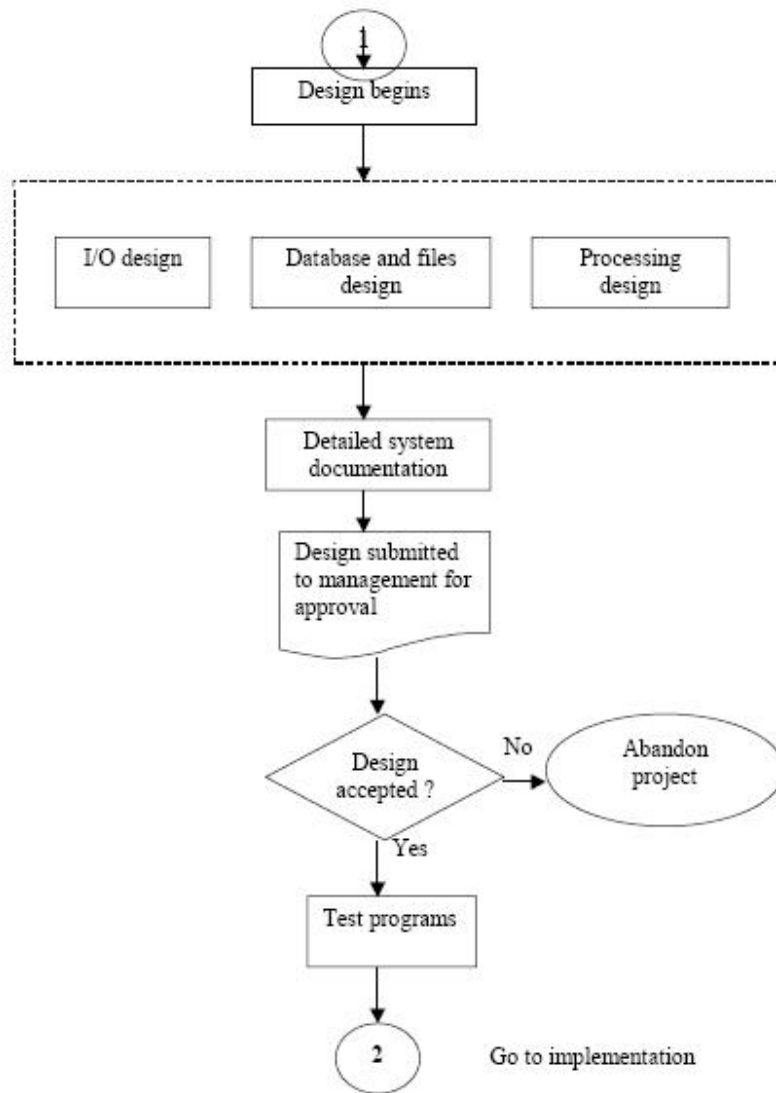 1
Design begins
I/O design
Database and files
design
Processing
design
Detailed system
documentation
Design submitted
to management for
approval
Design
accepted ?
No
Abandon
project
Yes
Test programs
2
Go to implementation